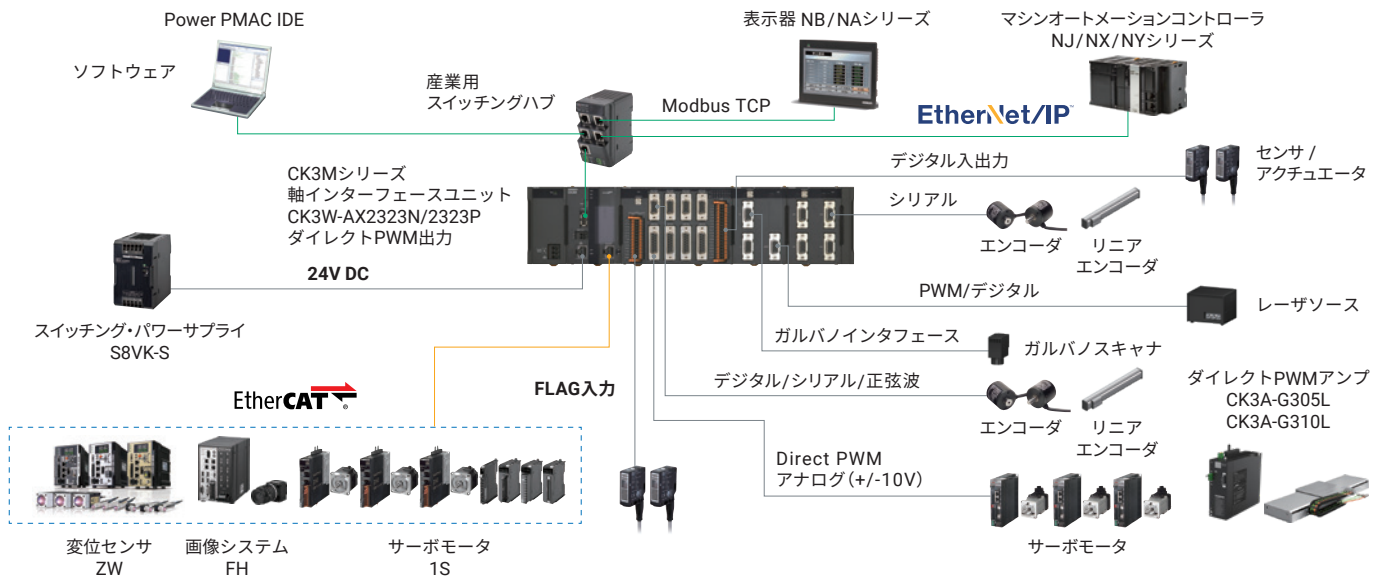 Power PMAC IDE
ソフトウェア
産業用
スイッチングハブ
Modbus TCP
表示器 NB/NAシリーズ
マシンオートメーションコントローラ
NJ/NX/NYシリーズ
EtherNet/IP™
CK3Mシリーズ
軸インターフェースユニット
CK3W-AX2323N/2323P
ダイレクトPWM出力
デジタル入出力
センサ /
アクチュエータ
シリアル
エンコーダ
リニア
エンコーダ
24V DC
スイッチング・パワーサプライ
S8VK-S
PWM/デジタル
レーザソース
ガルバノインタフェース
ガルバノスキャナ
EtherCAT
FLAG入力
デジタル/シリアル/正弦波
エンコーダ
リニア
エンコーダ
ダイレクトPWMアンプ
CK3A-G305L
CK3A-G310L
Direct PWM
アナログ(+/-10V)
変位センサ
ZW
画像システム
FH
サーボモータ
1S
サーボモータ